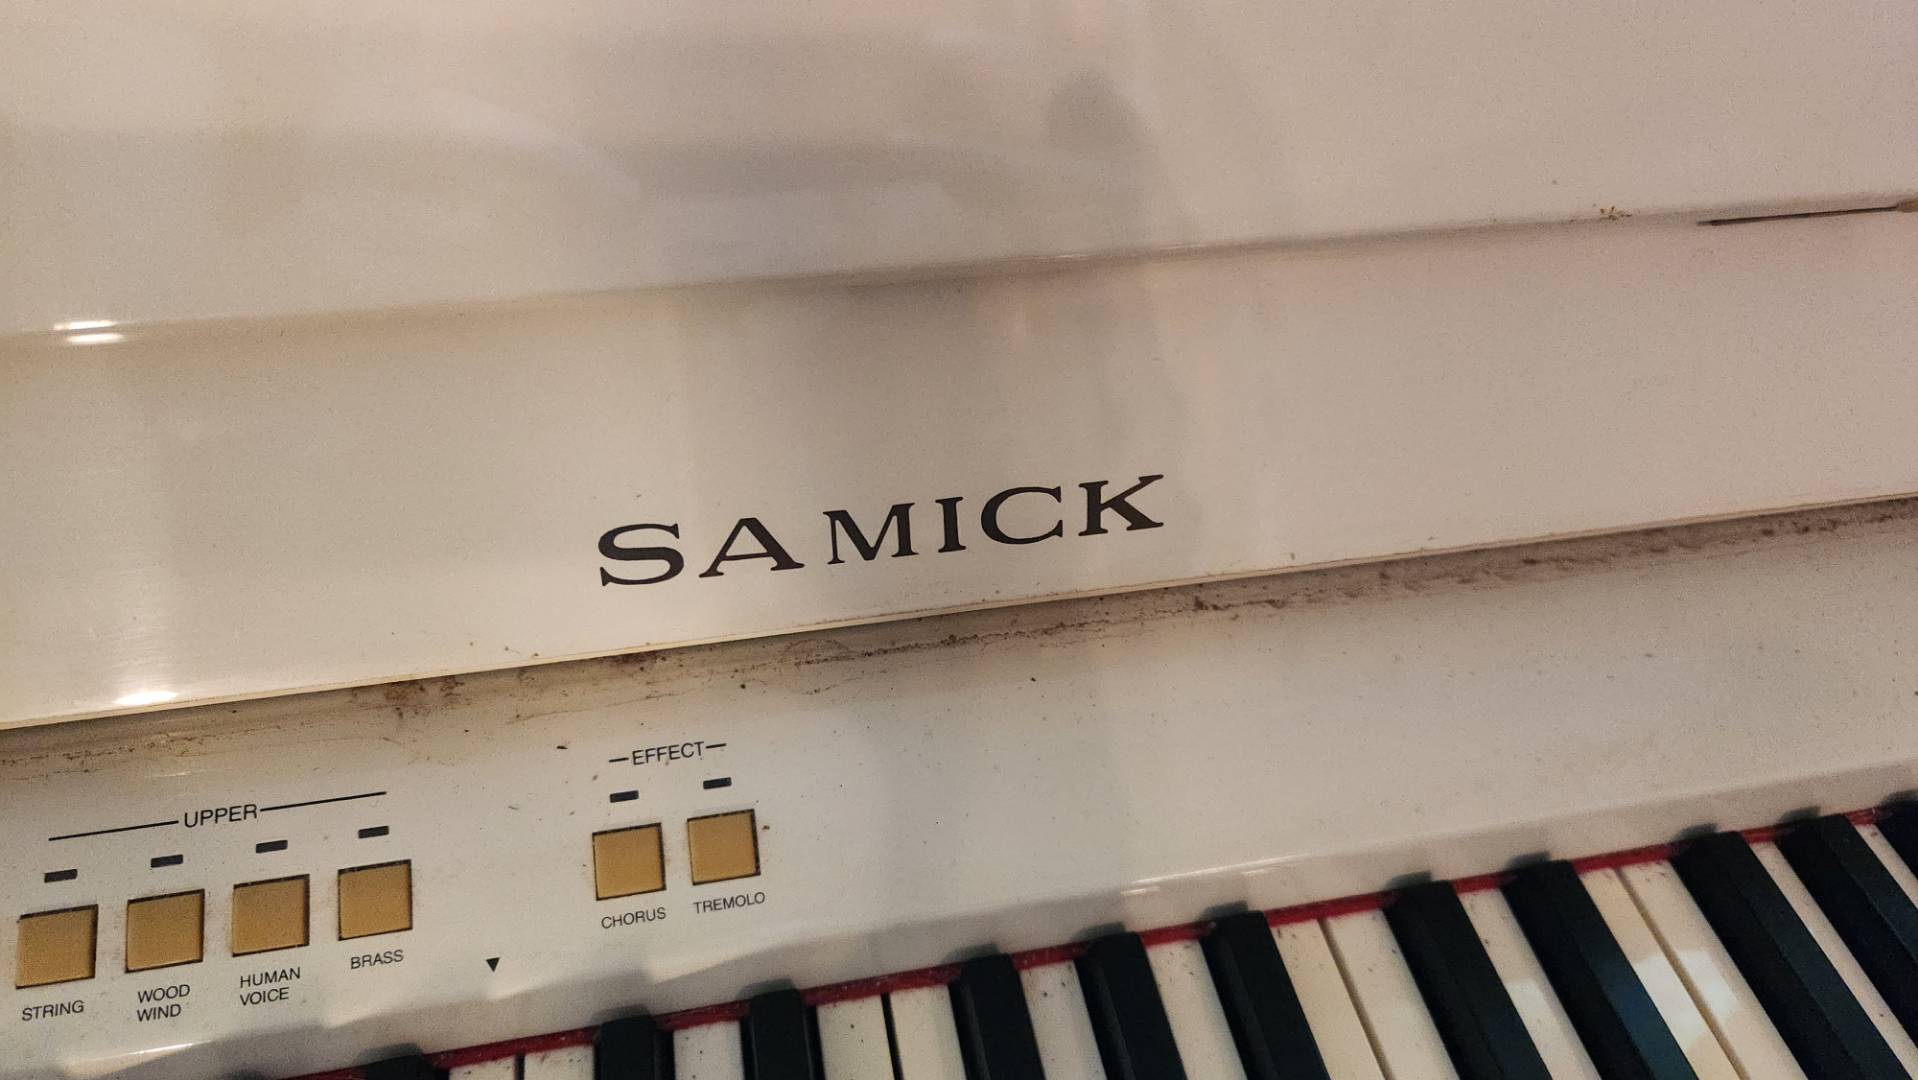 SAMICK
EFFECT
UPPER
STRING
WOOD
WIND
HUMAN
VOICE
BRASS
CHORUS
TREMOLO